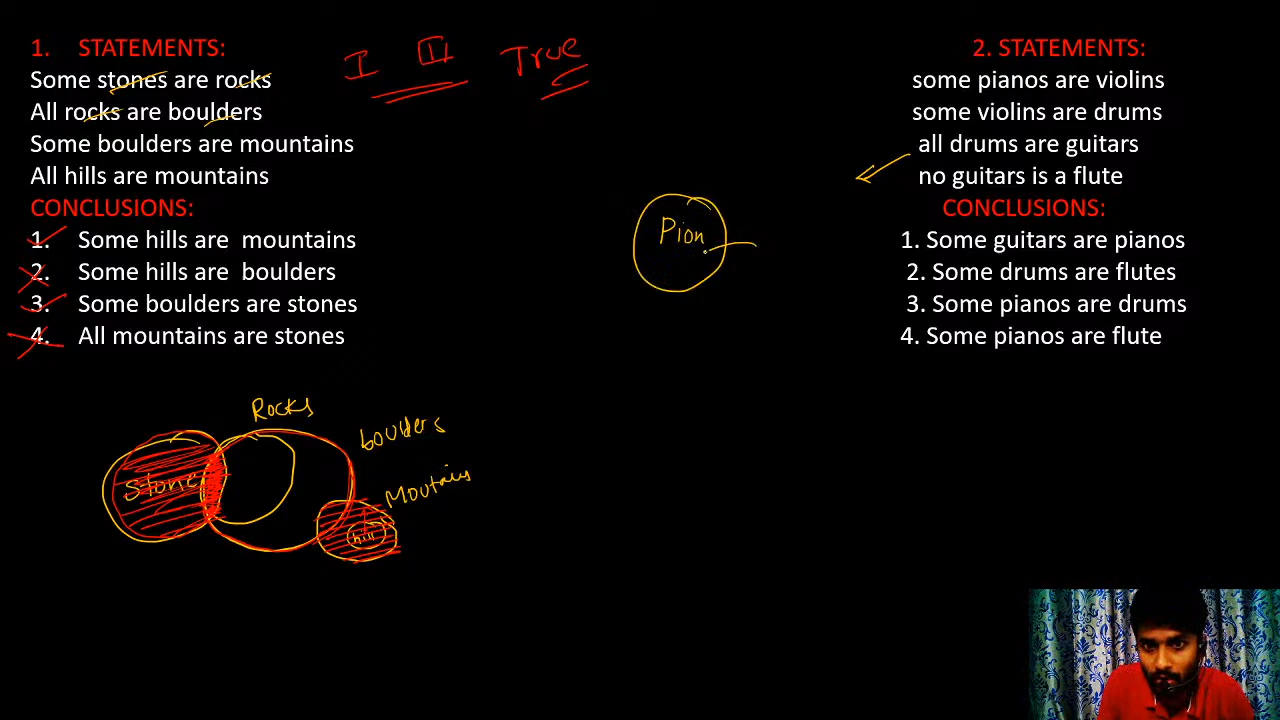 1. STATEMENTS:
Some stones are rocks
All rocks are boulders
Some boulders are mountains
All hills are mountains
CONCLUSIONS:
1. Some hills are mountains
2. Some hills are boulders
3. Some boulders are stones
4. All mountains are stones
I III True
2. STATEMENTS:
some pianos are violins
some violins are drums
all drums are guitars
no guitars is a flute
CONCLUSIONS:
1. Some guitars are pianos
2. Some drums are flutes
3. Some pianos are drums
4. Some pianos are flute
Pion
Rocks
boulders
Stone
Moutains
hill